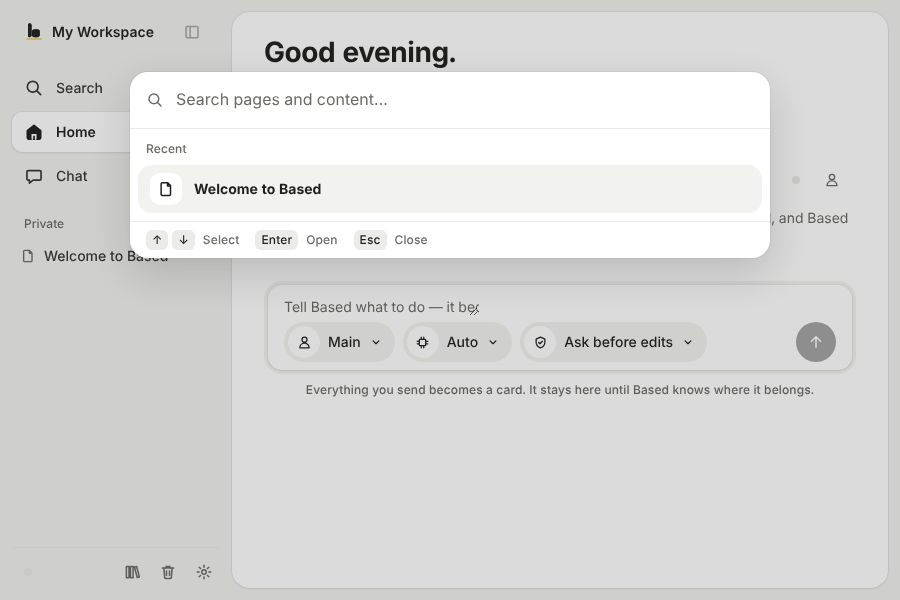 My Workspace
Good evening.
Search
Search pages and content...
Home
Recent
Chat
Welcome to Based
, and Based
Private
↑ ↓ Select Enter Open Esc Close
Welcome to Based
Tell Based what to do — it
Main Auto Ask before edits
Everything you send becomes a card. It stays here until Based knows where it belongs.